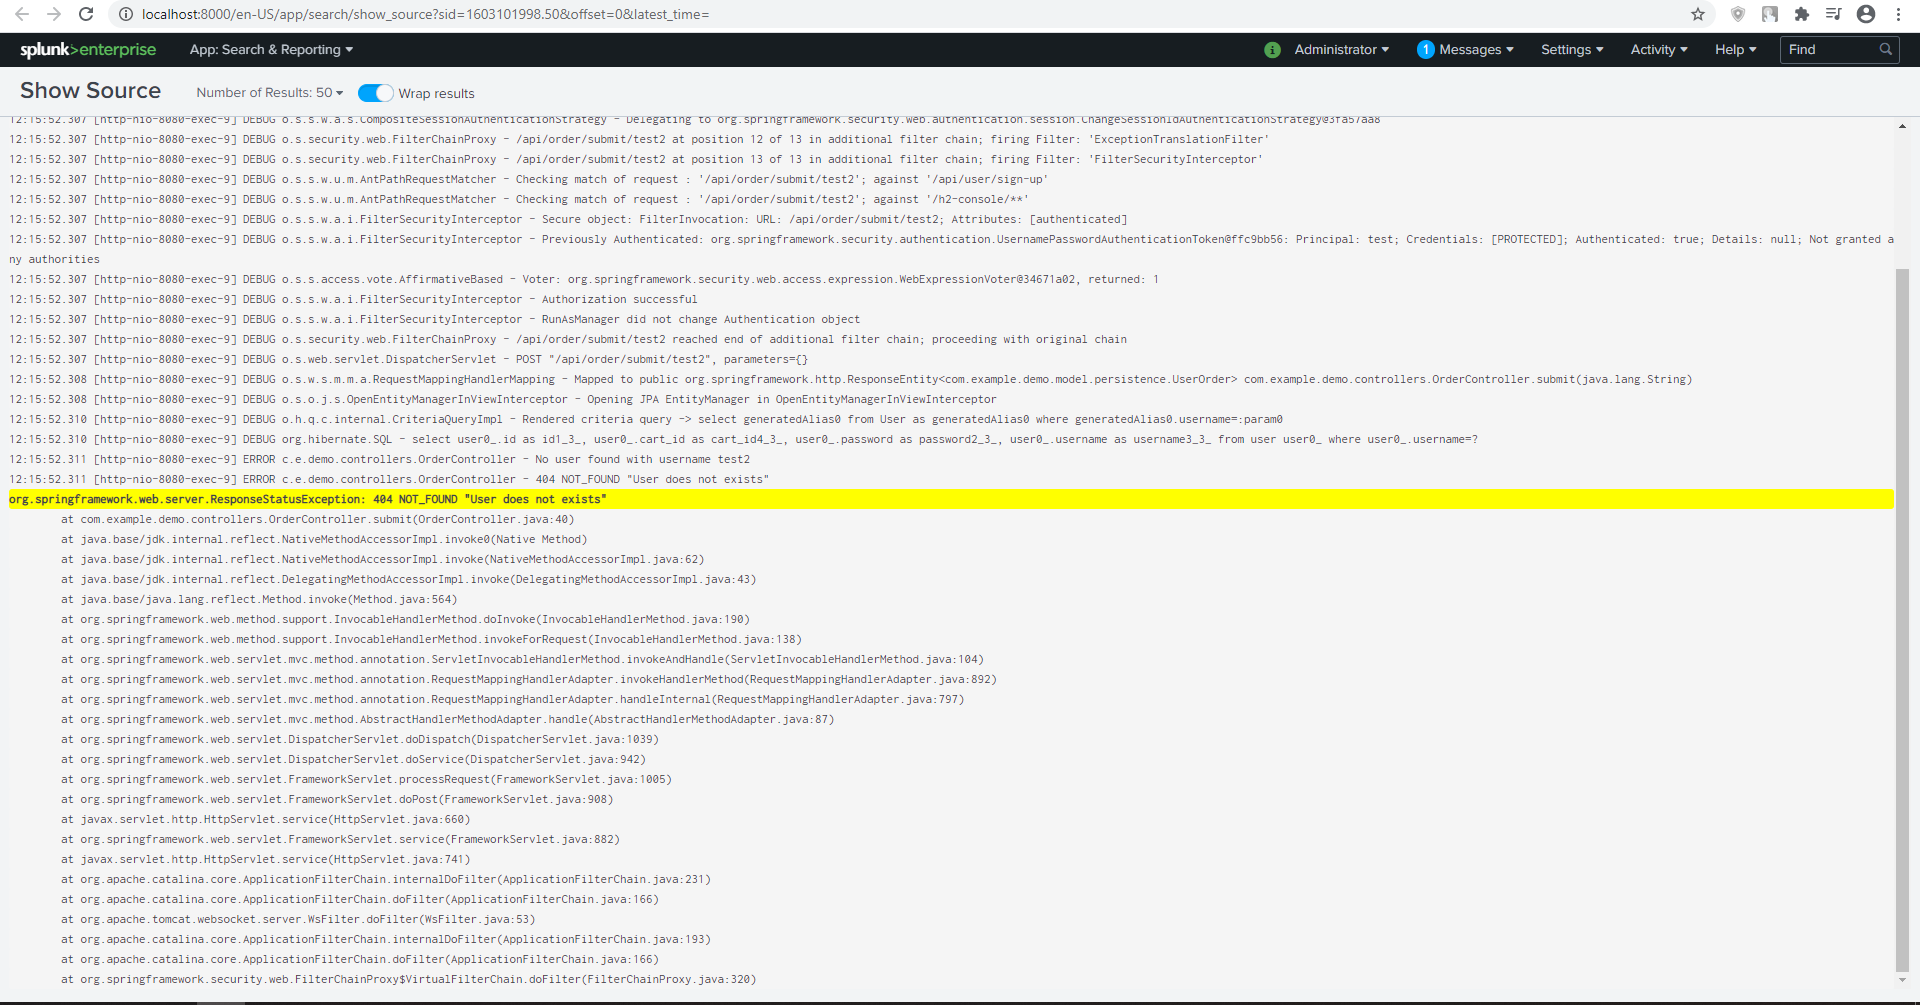 localhost:8000/en-US/app/search/show_source?sid=1603101998.50&offset=0&latest_time=
splunk>enterprise App: Search & Reporting
i Administrator 1 Messages Settings Activity Help Find
Show Source Number of Results: 50 Wrap results
12:15:52.307 [http-nio-8080-exec-9] DEBUG o.s.s.w.a.s.CompositeSessionAuthenticationStrategy - Delegating to org.springframework.security.web.authentication.session.ChangeSessionIdAuthenticationStrategy@3fa57aa8
12:15:52.307 [http-nio-8080-exec-9] DEBUG o.s.security.web.FilterChainProxy - /api/order/submit/test2 at position 12 of 13 in additional filter chain; firing Filter: 'ExceptionTranslationFilter'
12:15:52.307 [http-nio-8080-exec-9] DEBUG o.s.security.web.FilterChainProxy - /api/order/submit/test2 at position 13 of 13 in additional filter chain; firing Filter: 'FilterSecurityInterceptor'
12:15:52.307 [http-nio-8080-exec-9] DEBUG o.s.s.w.u.m.AntPathRequestMatcher - Checking match of request : '/api/order/submit/test2'; against '/api/user/sign-up'
12:15:52.307 [http-nio-8080-exec-9] DEBUG o.s.s.w.u.m.AntPathRequestMatcher - Checking match of request : '/api/order/submit/test2'; against '/h2-console/**'
12:15:52.307 [http-nio-8080-exec-9] DEBUG o.s.s.w.a.i.FilterSecurityInterceptor - Secure object: FilterInvocation: URL: /api/order/submit/test2; Attributes: [authenticated]
12:15:52.307 [http-nio-8080-exec-9] DEBUG o.s.s.w.a.i.FilterSecurityInterceptor - Previously Authenticated: org.springframework.security.authentication.UsernamePasswordAuthenticationToken@ffc9bb56: Principal: test; Credentials: [PROTECTED]; Authenticated: true; Details: null; Not granted a
ny authorities
12:15:52.307 [http-nio-8080-exec-9] DEBUG o.s.s.access.vote.AffirmativeBased - Voter: org.springframework.security.web.access.expression.WebExpressionVoter@34671a02, returned: 1
12:15:52.307 [http-nio-8080-exec-9] DEBUG o.s.s.w.a.i.FilterSecurityInterceptor - Authorization successful
12:15:52.307 [http-nio-8080-exec-9] DEBUG o.s.s.w.a.i.FilterSecurityInterceptor - RunAsManager did not change Authentication object
12:15:52.307 [http-nio-8080-exec-9] DEBUG o.s.security.web.FilterChainProxy - /api/order/submit/test2 reached end of additional filter chain; proceeding with original chain
12:15:52.307 [http-nio-8080-exec-9] DEBUG o.s.web.servlet.DispatcherServlet - POST "/api/order/submit/test2", parameters={}
12:15:52.308 [http-nio-8080-exec-9] DEBUG o.s.w.s.m.m.a.RequestMappingHandlerMapping - Mapped to public org.springframework.http.ResponseEntity<com.example.demo.model.persistence.UserOrder> com.example.demo.controllers.OrderController.submit(java.lang.String)
12:15:52.308 [http-nio-8080-exec-9] DEBUG o.s.o.j.s.OpenEntityManagerInViewInterceptor - Opening JPA EntityManager in OpenEntityManagerInViewInterceptor
12:15:52.310 [http-nio-8080-exec-9] DEBUG o.h.q.c.internal.CriteriaQueryImpl - Rendered criteria query -> select generatedAlias0 from User as generatedAlias0 where generatedAlias0.username=:param0
12:15:52.310 [http-nio-8080-exec-9] DEBUG org.hibernate.SQL - select user0_.id as id1_3_, user0_.cart_id as cart_id4_3_, user0_.password as password2_3_, user0_.username as username3_3_ from user user0_ where user0_.username=?
12:15:52.311 [http-nio-8080-exec-9] ERROR c.e.demo.controllers.OrderController - No user found with username test2
12:15:52.311 [http-nio-8080-exec-9] ERROR c.e.demo.controllers.OrderController - 404 NOT_FOUND "User does not exists"
org.springframework.web.server.ResponseStatusException: 404 NOT_FOUND "User does not exists"
at com.example.demo.controllers.OrderController.submit(OrderController.java:40)
at java.base/jdk.internal.reflect.NativeMethodAccessorImpl.invoke0(Native Method)
at java.base/jdk.internal.reflect.NativeMethodAccessorImpl.invoke(NativeMethodAccessorImpl.java:62)
at java.base/jdk.internal.reflect.DelegatingMethodAccessorImpl.invoke(DelegatingMethodAccessorImpl.java:43)
at java.base/java.lang.reflect.Method.invoke(Method.java:564)
at org.springframework.web.method.support.InvocableHandlerMethod.doInvoke(InvocableHandlerMethod.java:190)
at org.springframework.web.method.support.InvocableHandlerMethod.invokeForRequest(InvocableHandlerMethod.java:138)
at org.springframework.web.servlet.mvc.method.annotation.ServletInvocableHandlerMethod.invokeAndHandle(ServletInvocableHandlerMethod.java:104)
at org.springframework.web.servlet.mvc.method.annotation.RequestMappingHandlerAdapter.invokeHandlerMethod(RequestMappingHandlerAdapter.java:892)
at org.springframework.web.servlet.mvc.method.annotation.RequestMappingHandlerAdapter.handleInternal(RequestMappingHandlerAdapter.java:797)
at org.springframework.web.servlet.mvc.method.AbstractHandlerMethodAdapter.handle(AbstractHandlerMethodAdapter.java:87)
at org.springframework.web.servlet.DispatcherServlet.doDispatch(DispatcherServlet.java:1039)
at org.springframework.web.servlet.DispatcherServlet.doService(DispatcherServlet.java:942)
at org.springframework.web.servlet.FrameworkServlet.processRequest(FrameworkServlet.java:1005)
at org.springframework.web.servlet.FrameworkServlet.doPost(FrameworkServlet.java:908)
at javax.servlet.http.HttpServlet.service(HttpServlet.java:660)
at org.springframework.web.servlet.FrameworkServlet.service(FrameworkServlet.java:882)
at javax.servlet.http.HttpServlet.service(HttpServlet.java:741)
at org.apache.catalina.core.ApplicationFilterChain.internalDoFilter(ApplicationFilterChain.java:231)
at org.apache.catalina.core.ApplicationFilterChain.doFilter(ApplicationFilterChain.java:166)
at org.apache.tomcat.websocket.server.WsFilter.doFilter(WsFilter.java:53)
at org.apache.catalina.core.ApplicationFilterChain.internalDoFilter(ApplicationFilterChain.java:193)
at org.apache.catalina.core.ApplicationFilterChain.doFilter(ApplicationFilterChain.java:166)
at org.springframework.security.web.FilterChainProxy$VirtualFilterChain.doFilter(FilterChainProxy.java:320)